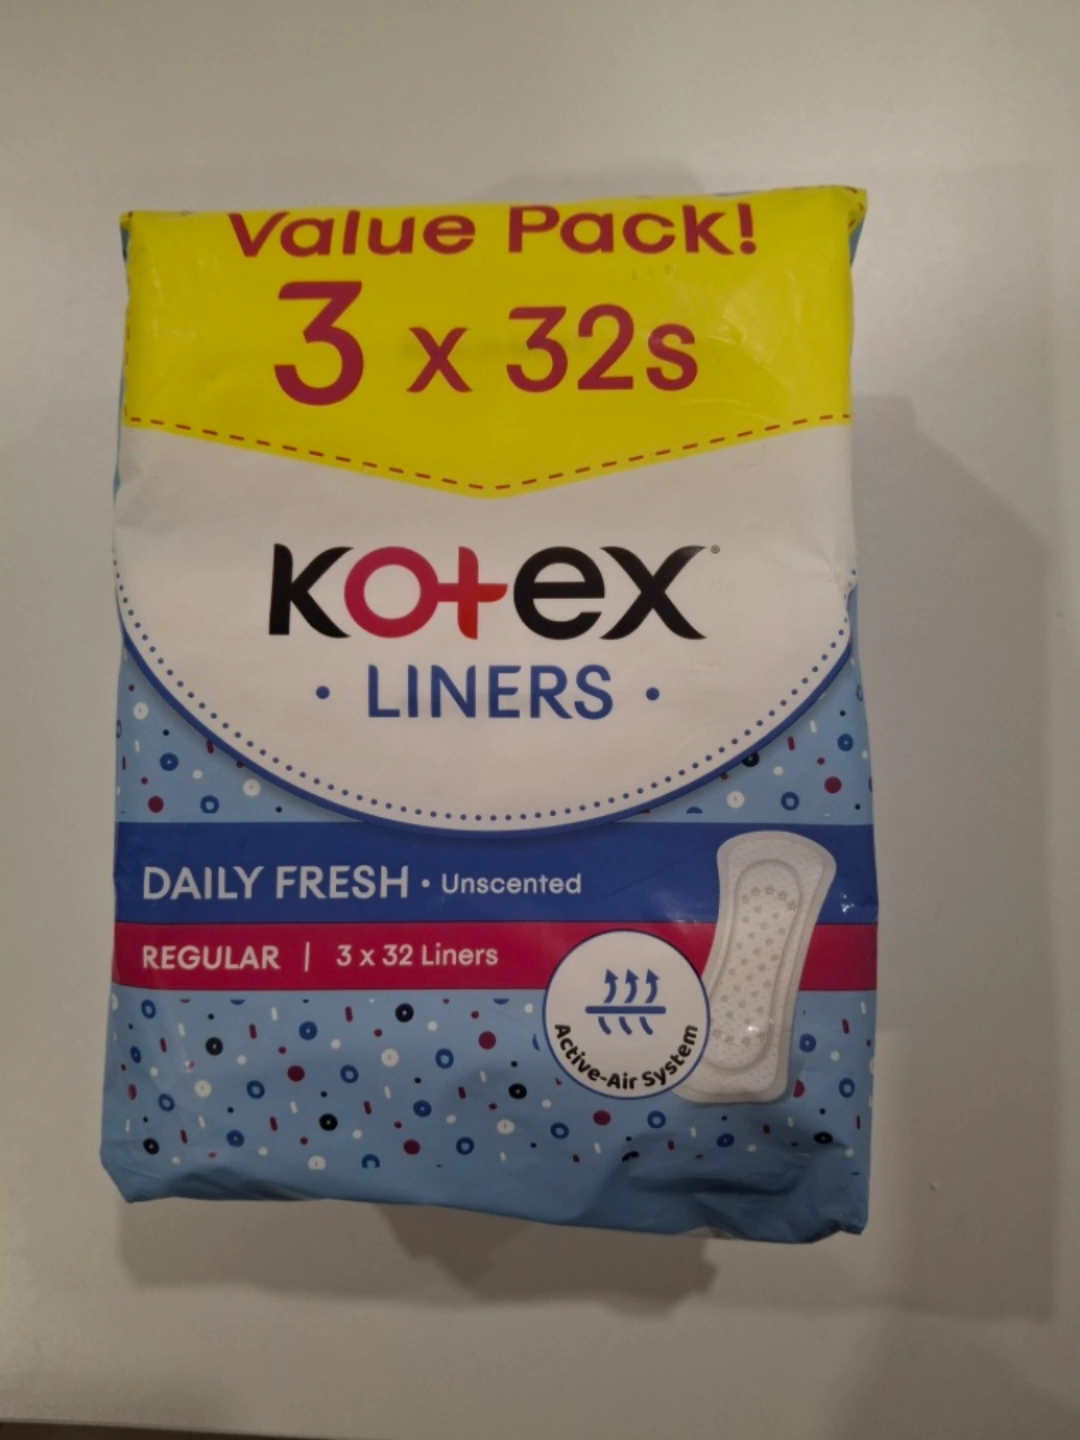 Value Pack!
3 x 32s
Kotex®
• LINERS •
DAILY FRESH • Unscented
REGULAR | 3 x 32 Liners
Active-Air System